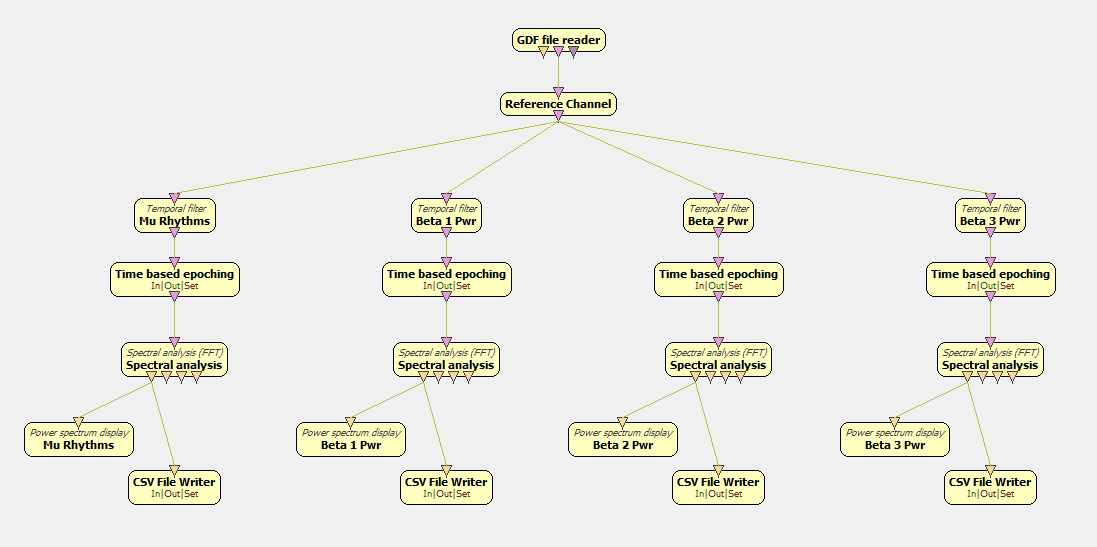 GDF file reader
Reference Channel
Temporal filter
Mu Rhythms
Temporal filter
Beta 1 Pwr
Temporal filter
Beta 2 Pwr
Temporal filter
Beta 3 Pwr
Time based epoching
In|Out|Set
Time based epoching
In|Out|Set
Time based epoching
In|Out|Set
Time based epoching
In|Out|Set
Spectral analysis (FFT)
Spectral analysis
Spectral analysis (FFT)
Spectral analysis
Spectral analysis (FFT)
Spectral analysis
Spectral analysis (FFT)
Spectral analysis
Power spectrum display
Mu Rhythms
Power spectrum display
Beta 1 Pwr
Power spectrum display
Beta 2 Pwr
Power spectrum display
Beta 3 Pwr
CSV File Writer
In|Out|Set
CSV File Writer
In|Out|Set
CSV File Writer
In|Out|Set
CSV File Writer
In|Out|Set